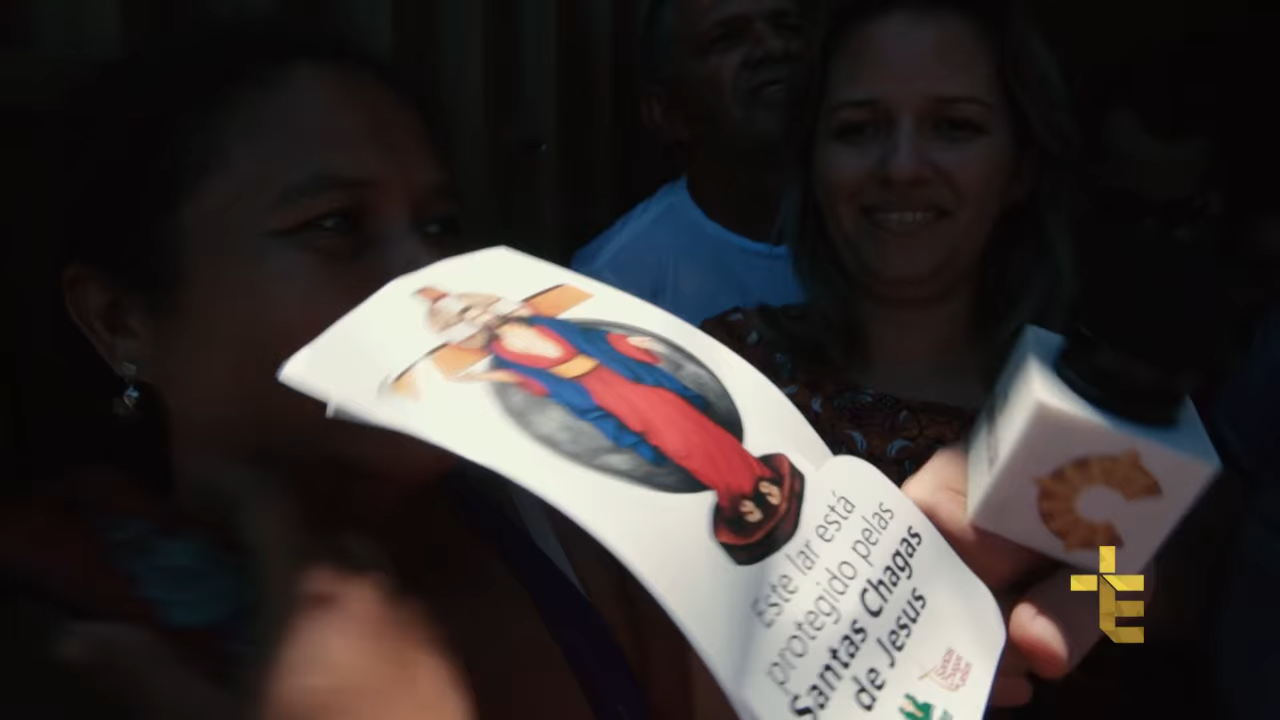 Este lar está
protegido pelas
Santas Chagas
de Jesus